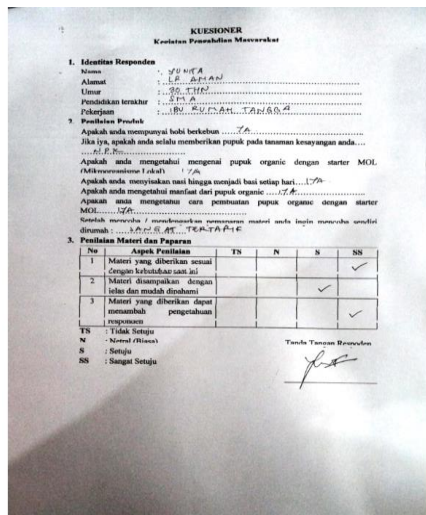 KUESIONER
Kegiatan Pengabdian Masyarakat
1. Identitas Responden
Nama : YUNITA
Alamat : LR AMAN
Umur : 30 THN
Pendidikan terakhir : SMA
Pekerjaan : IBU RUMAH TANGGA
2. Penilaian Produk
Apakah anda mempunyai hobi berkebun ..... YA
Jika iya, apakah anda selalu memberikan pupuk pada tanaman kesayangan anda....
..... NPK
Apakah anda mengetahui mengenai pupuk organic dengan starter MOL
(Mikroorganisme Lokal) IYA
Apakah anda menyisakan nasi hingga menjadi basi setiap hari.... IYA
Apakah anda mengetahui manfaat dari pupuk organic ..... IYA
Apakah anda mengetahui cara pembuatan pupuk organic dengan starter
MOL..... IYA
Setelah mencoba / mendengarkan pemaparan materi anda ingin mencoba sendiri
dirumah : SANGAT TERTARIK
3. Penilaian Materi dan Paparan
No Aspek Penilaian TS N S SS
1 Materi yang diberikan sesuai
dengan kebutuhan saat ini ✓
2 Materi disampaikan dengan
jelas dan mudah dipahami ✓
3 Materi yang diberikan dapat
menambah pengetahuan
responden ✓
TS : Tidak Setuju
N : Netral (Biasa)
S : Setuju
SS : Sangat Setuju
Tanda Tangan Responden